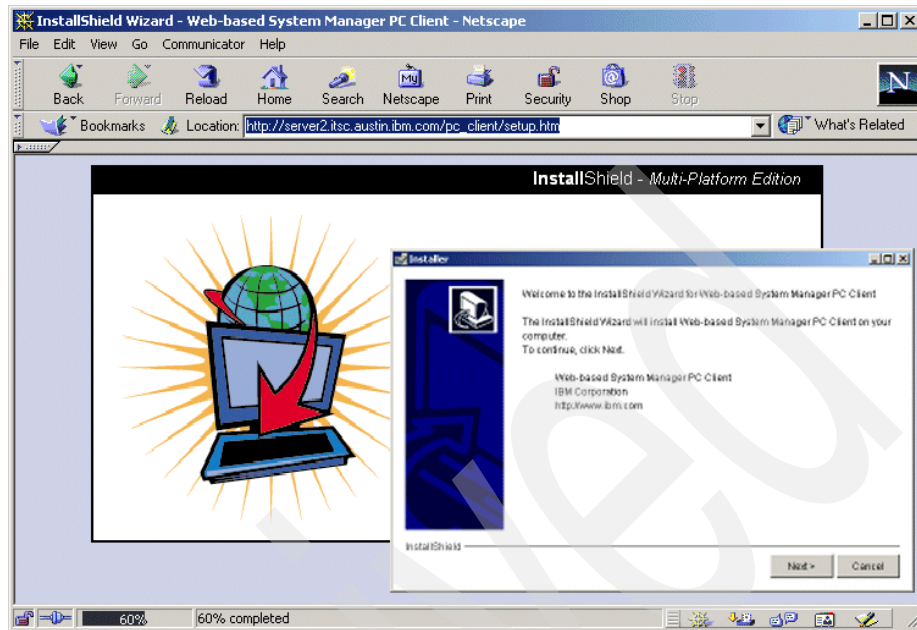 InstallShield Wizard - Web-based System Manager PC Client - Netscape
File Edit View Go Communicator Help
My
N
Back Forward Reload Home Search Netscape Print Security Shop Stop
Bookmarks Location: http://server2.itsc.austin.ibm.com/pc_client/setup.htm What's Related
InstallShield - Multi-Platform Edition
Installer
Welcome to the InstallShield Wizard for Web-based System Manager PC Client
The InstallShield Wizard will install Web-based System Manager PC Client on your
computer.
To continue, click Next.
Web-based System Manager PC Client
IBM Corporation
http://www.ibm.com
InstallShield
Next > Cancel
60% 60% completed